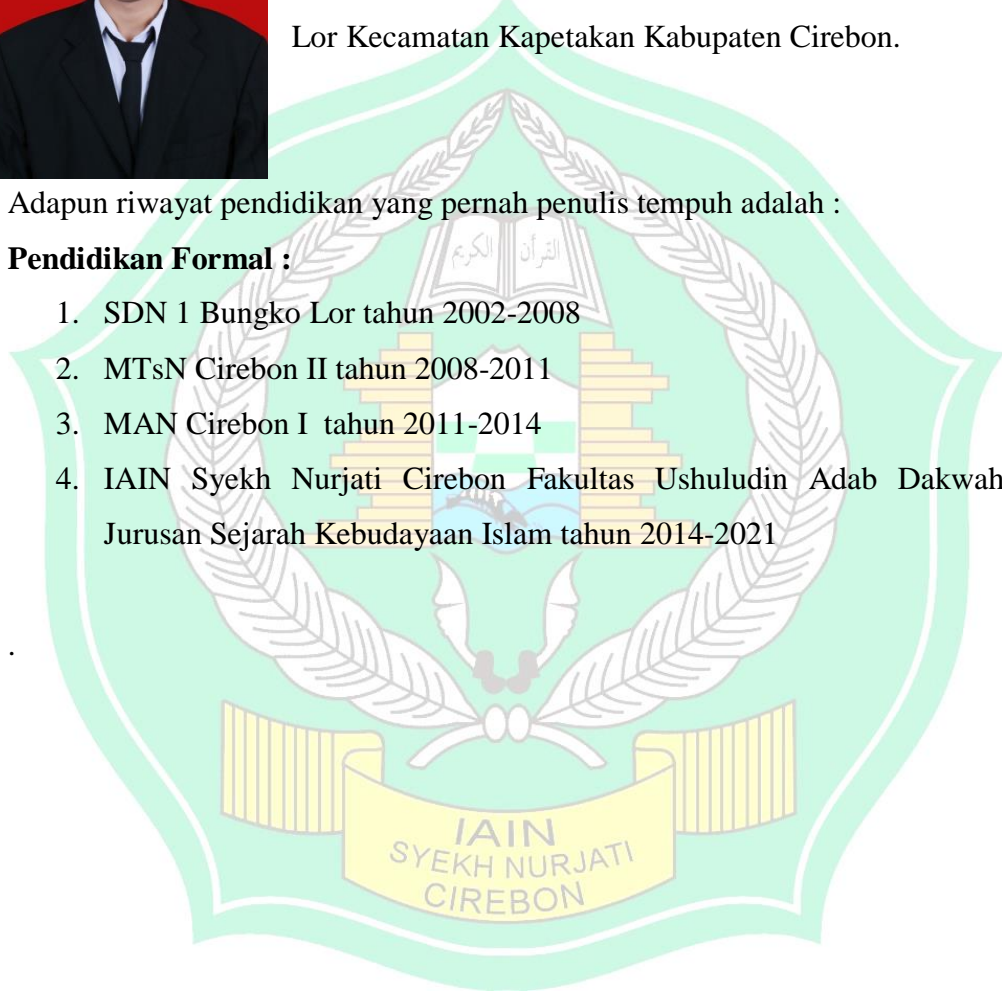 Lor Kecamatan Kapetakan Kabupaten Cirebon.
Adapun riwayat pendidikan yang pernah penulis tempuh adalah :
Pendidikan Formal :
القرآن الكريم
1. SDN 1 Bungko Lor tahun 2002-2008
2. MTsN Cirebon II tahun 2008-2011
3. MAN Cirebon I tahun 2011-2014
4. IAIN Syekh Nurjati Cirebon Fakultas Ushuludin Adab Dakwah
Jurusan Sejarah Kebudayaan Islam tahun 2014-2021
.
IAIN
SYEKH NURJATI
CIREBON